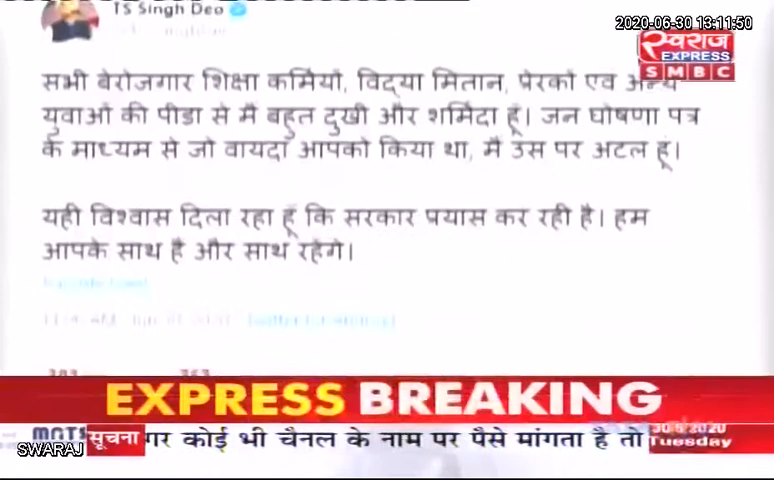 TS Singh Deo
2020-06-30 13:11:50
स्वराज
EXPRESS
SMBC
सभी बेरोजगार शिक्षा कर्मियों, विद्या मितान, प्रेरकों एवं अन्य
युवाओं की पीड़ा से मैं बहुत दुखी और शर्मिंदा हूं। जन घोषणा पत्र
के माध्यम से जो वायदा आपको किया था, मैं उस पर अटल हूं।
यही विश्वास दिला रहा हूं कि सरकार प्रयास कर रही है। हम
आपके साथ हैं और साथ रहेंगे।
EXPRESS BREAKING
सूचना गर कोई भी चैनल के नाम पर पैसे मांगता है तो
30 6 2020
Tuesday
SWARAJ